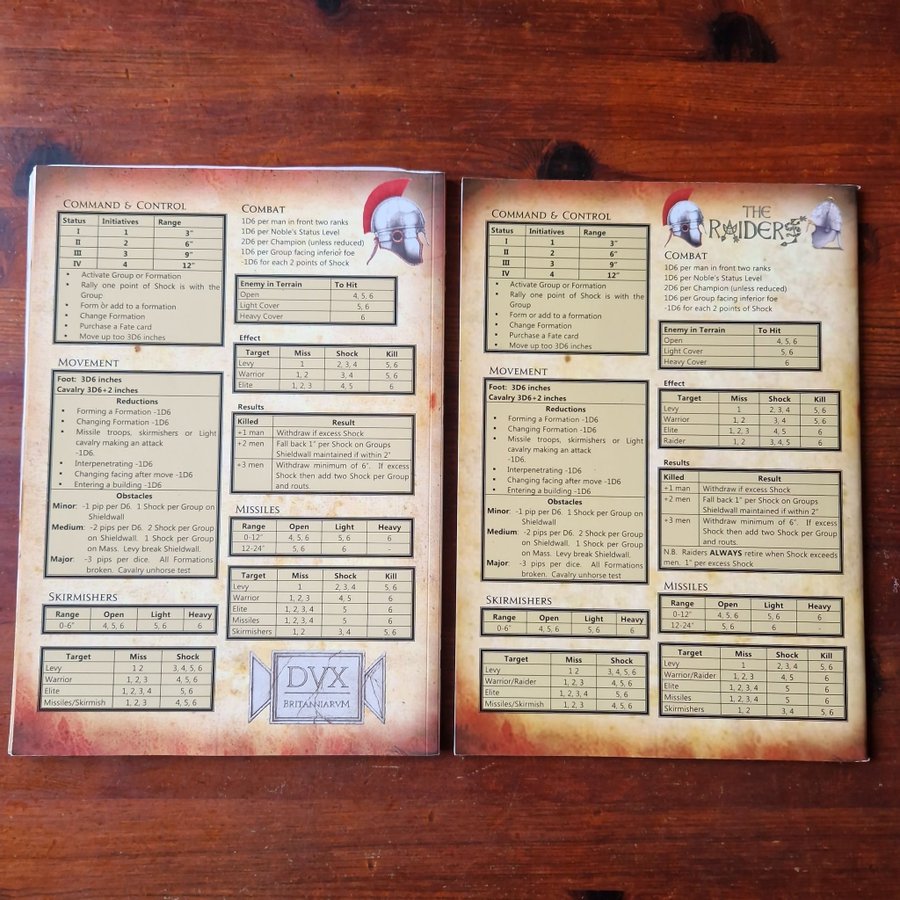 COMMAND & CONTROL
Status Initiatives Range
I 1 3"
II 2 6"
III 3 9"
IV 4 12"
• Activate Group or Formation
• Rally one point of Shock is with the
Group
• Form or add to a formation
• Change Formation
• Purchase a Fate card
• Move up too 3D6 inches
MOVEMENT
Foot: 3D6 inches
Cavalry 3D6+2 inches
Reductions
• Forming a Formation -1D6
• Changing Formation -1D6
• Missile troops, skirmishers or Light
cavalry making an attack
-1D6.
• Interpenetrating -1D6
• Changing facing after move -1D6
• Entering a building -1D6
Obstacles
Minor: -1 pip per D6. 1 Shock per Group on
Shieldwall
Medium: -2 pips per D6. 2 Shock per Group
on Shieldwall. 1 Shock per Group
on Mass. Levy break Shieldwall.
Major: -3 pips per dice. All Formations
broken. Cavalry unhorse test
SKIRMISHERS
Range Open Light Heavy
0-6" 4, 5, 6 5, 6 6
Target Miss Shock
Levy 1 2 3, 4, 5, 6
Warrior 1, 2, 3 4, 5, 6
Elite 1, 2, 3, 4 5, 6
Missiles/Skirmish 1, 2, 3 4, 5, 6
COMBAT
1D6 per man in front two ranks
1D6 per Noble's Status Level
2D6 per Champion (unless reduced)
1D6 per Group facing inferior foe
-1D6 for each 2 points of Shock
Enemy in Terrain To Hit
Open 4, 5, 6
Light Cover 5, 6
Heavy Cover 6
Effect
Target Miss Shock Kill
Levy 1 2, 3, 4 5, 6
Warrior 1, 2 3, 4 5, 6
Elite 1, 2, 3 4, 5 6
Results
Killed Result
+1 man Withdraw if excess Shock
+2 men Fall back 1" per Shock on Groups
Shieldwall maintained if within 2"
+3 men Withdraw minimum of 6". If excess
Shock then add two Shock per Group
and routs.
MISSILES
Range Open Light Heavy
0-12" 4, 5, 6 5, 6 6
12-24" 5, 6 6 -
Target Miss Shock Kill
Levy 1 2, 3, 4 5, 6
Warrior 1, 2, 3 4, 5 6
Elite 1, 2, 3, 4 5 6
Missiles 1, 2, 3, 4 5 6
Skirmishers 1, 2 3, 4 5, 6
DVX
BRITANNIARVM
COMMAND & CONTROL
Status Initiatives Range
I 1 3"
II 2 6"
III 3 9"
IV 4 12"
• Activate Group or Formation
• Rally one point of Shock is with the
Group
• Form or add to a formation
• Change Formation
• Purchase a Fate card
• Move up too 3D6 inches
MOVEMENT
Foot: 3D6 inches
Cavalry 3D6+2 inches
Reductions
• Forming a Formation -1D6
• Changing Formation -1D6
• Missile troops, skirmishers or Light
cavalry making an attack
-1D6.
• Interpenetrating -1D6
• Changing facing after move -1D6
• Entering a building -1D6
Obstacles
Minor: -1 pip per D6. 1 Shock per Group on
Shieldwall
Medium: -2 pips per D6. 2 Shock per Group
on Shieldwall. 1 Shock per Group
on Mass. Levy break Shieldwall.
Major: -3 pips per dice. All Formations
broken. Cavalry unhorse test
SKIRMISHERS
Range Open Light Heavy
0-6" 4, 5, 6 5, 6 6
Target Miss Shock
Levy 1 2 3, 4, 5, 6
Warrior/Raider 1, 2, 3 4, 5, 6
Elite 1, 2, 3, 4 5, 6
Missiles/Skirmish 1, 2, 3 4, 5, 6
THE
RAIDERS
COMBAT
1D6 per man in front two ranks
1D6 per Noble's Status Level
2D6 per Champion (unless reduced)
1D6 per Group facing inferior foe
-1D6 for each 2 points of Shock
Enemy in Terrain To Hit
Open 4, 5, 6
Light Cover 5, 6
Heavy Cover 6
Effect
Target Miss Shock Kill
Levy 1 2, 3, 4 5, 6
Warrior 1, 2 3, 4 5, 6
Elite 1, 2, 3 4, 5 6
Raider 1, 2 3, 4, 5 6
Results
Killed Result
+1 man Withdraw if excess Shock
+2 men Fall back 1" per Shock on Groups
Shieldwall maintained if within 2"
+3 men Withdraw minimum of 6". If excess
Shock then add two Shock per Group
and routs.
N.B. Raiders ALWAYS retire when Shock exceeds
men. 1" per excess Shock
MISSILES
Range Open Light Heavy
0-12" 4, 5, 6 5, 6 6
12-24" 5, 6 6 -
Target Miss Shock Kill
Levy 1 2, 3, 4 5, 6
Warrior/Raider 1, 2, 3 4, 5 6
Elite 1, 2, 3, 4 5 6
Missiles 1, 2, 3, 4 5 6
Skirmishers 1, 2 3, 4 5, 6